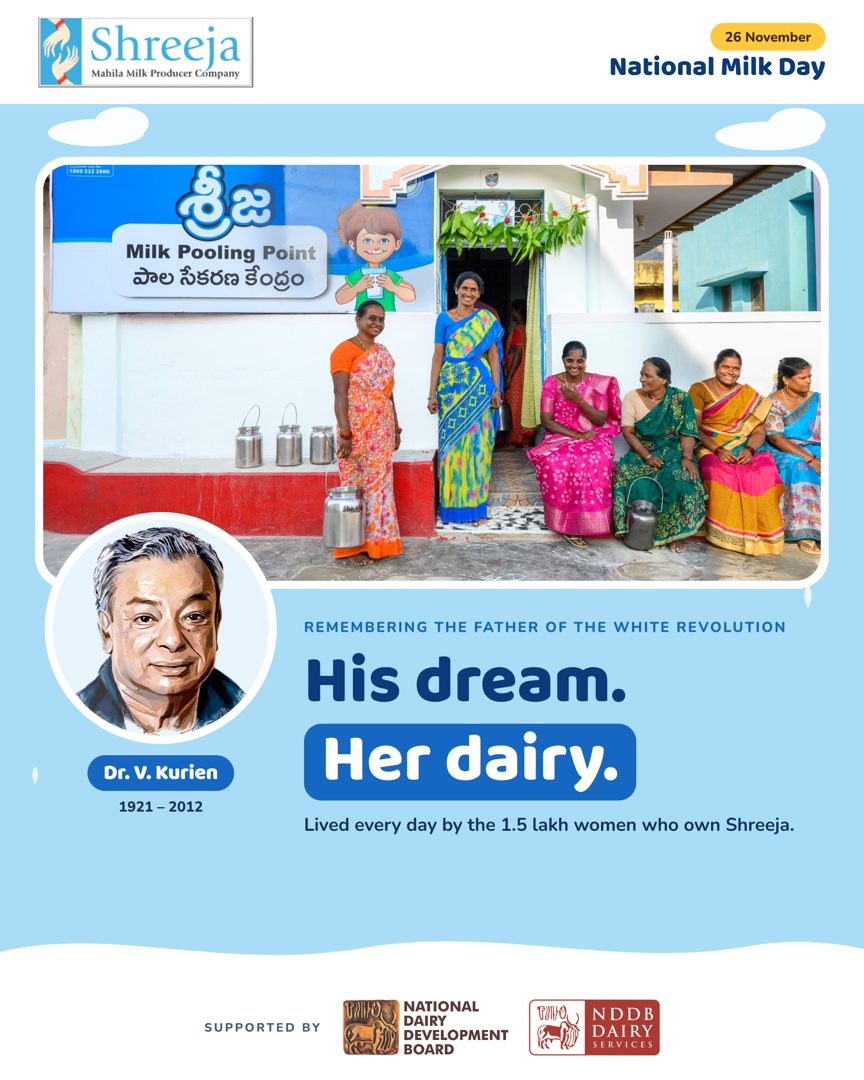 Shreeja
Mahila Milk Producer Company
26 November
National Milk Day
1800 532 2600
శ్రీజ
Milk Pooling Point
పాల సేకరణ కేంద్రం
REMEMBERING THE FATHER OF THE WHITE REVOLUTION
His dream.
Her dairy.
Lived every day by the 1.5 lakh women who own Shreeja.
Dr. V. Kurien
1921 – 2012
SUPPORTED BY
NATIONAL
DAIRY
DEVELOPMENT
BOARD
NDDB
DAIRY
SERVICES